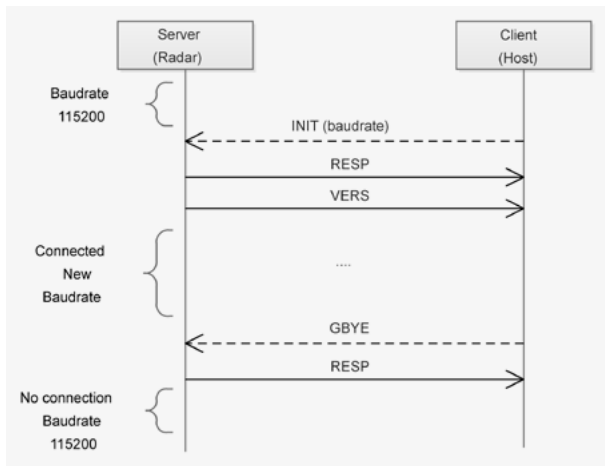 Server
(Radar)
Client
(Host)
Baudrate
115200
INIT (baudrate)
RESP
VERS
Connected
New
Baudrate
....
GBYE
RESP
No connection
Baudrate
115200